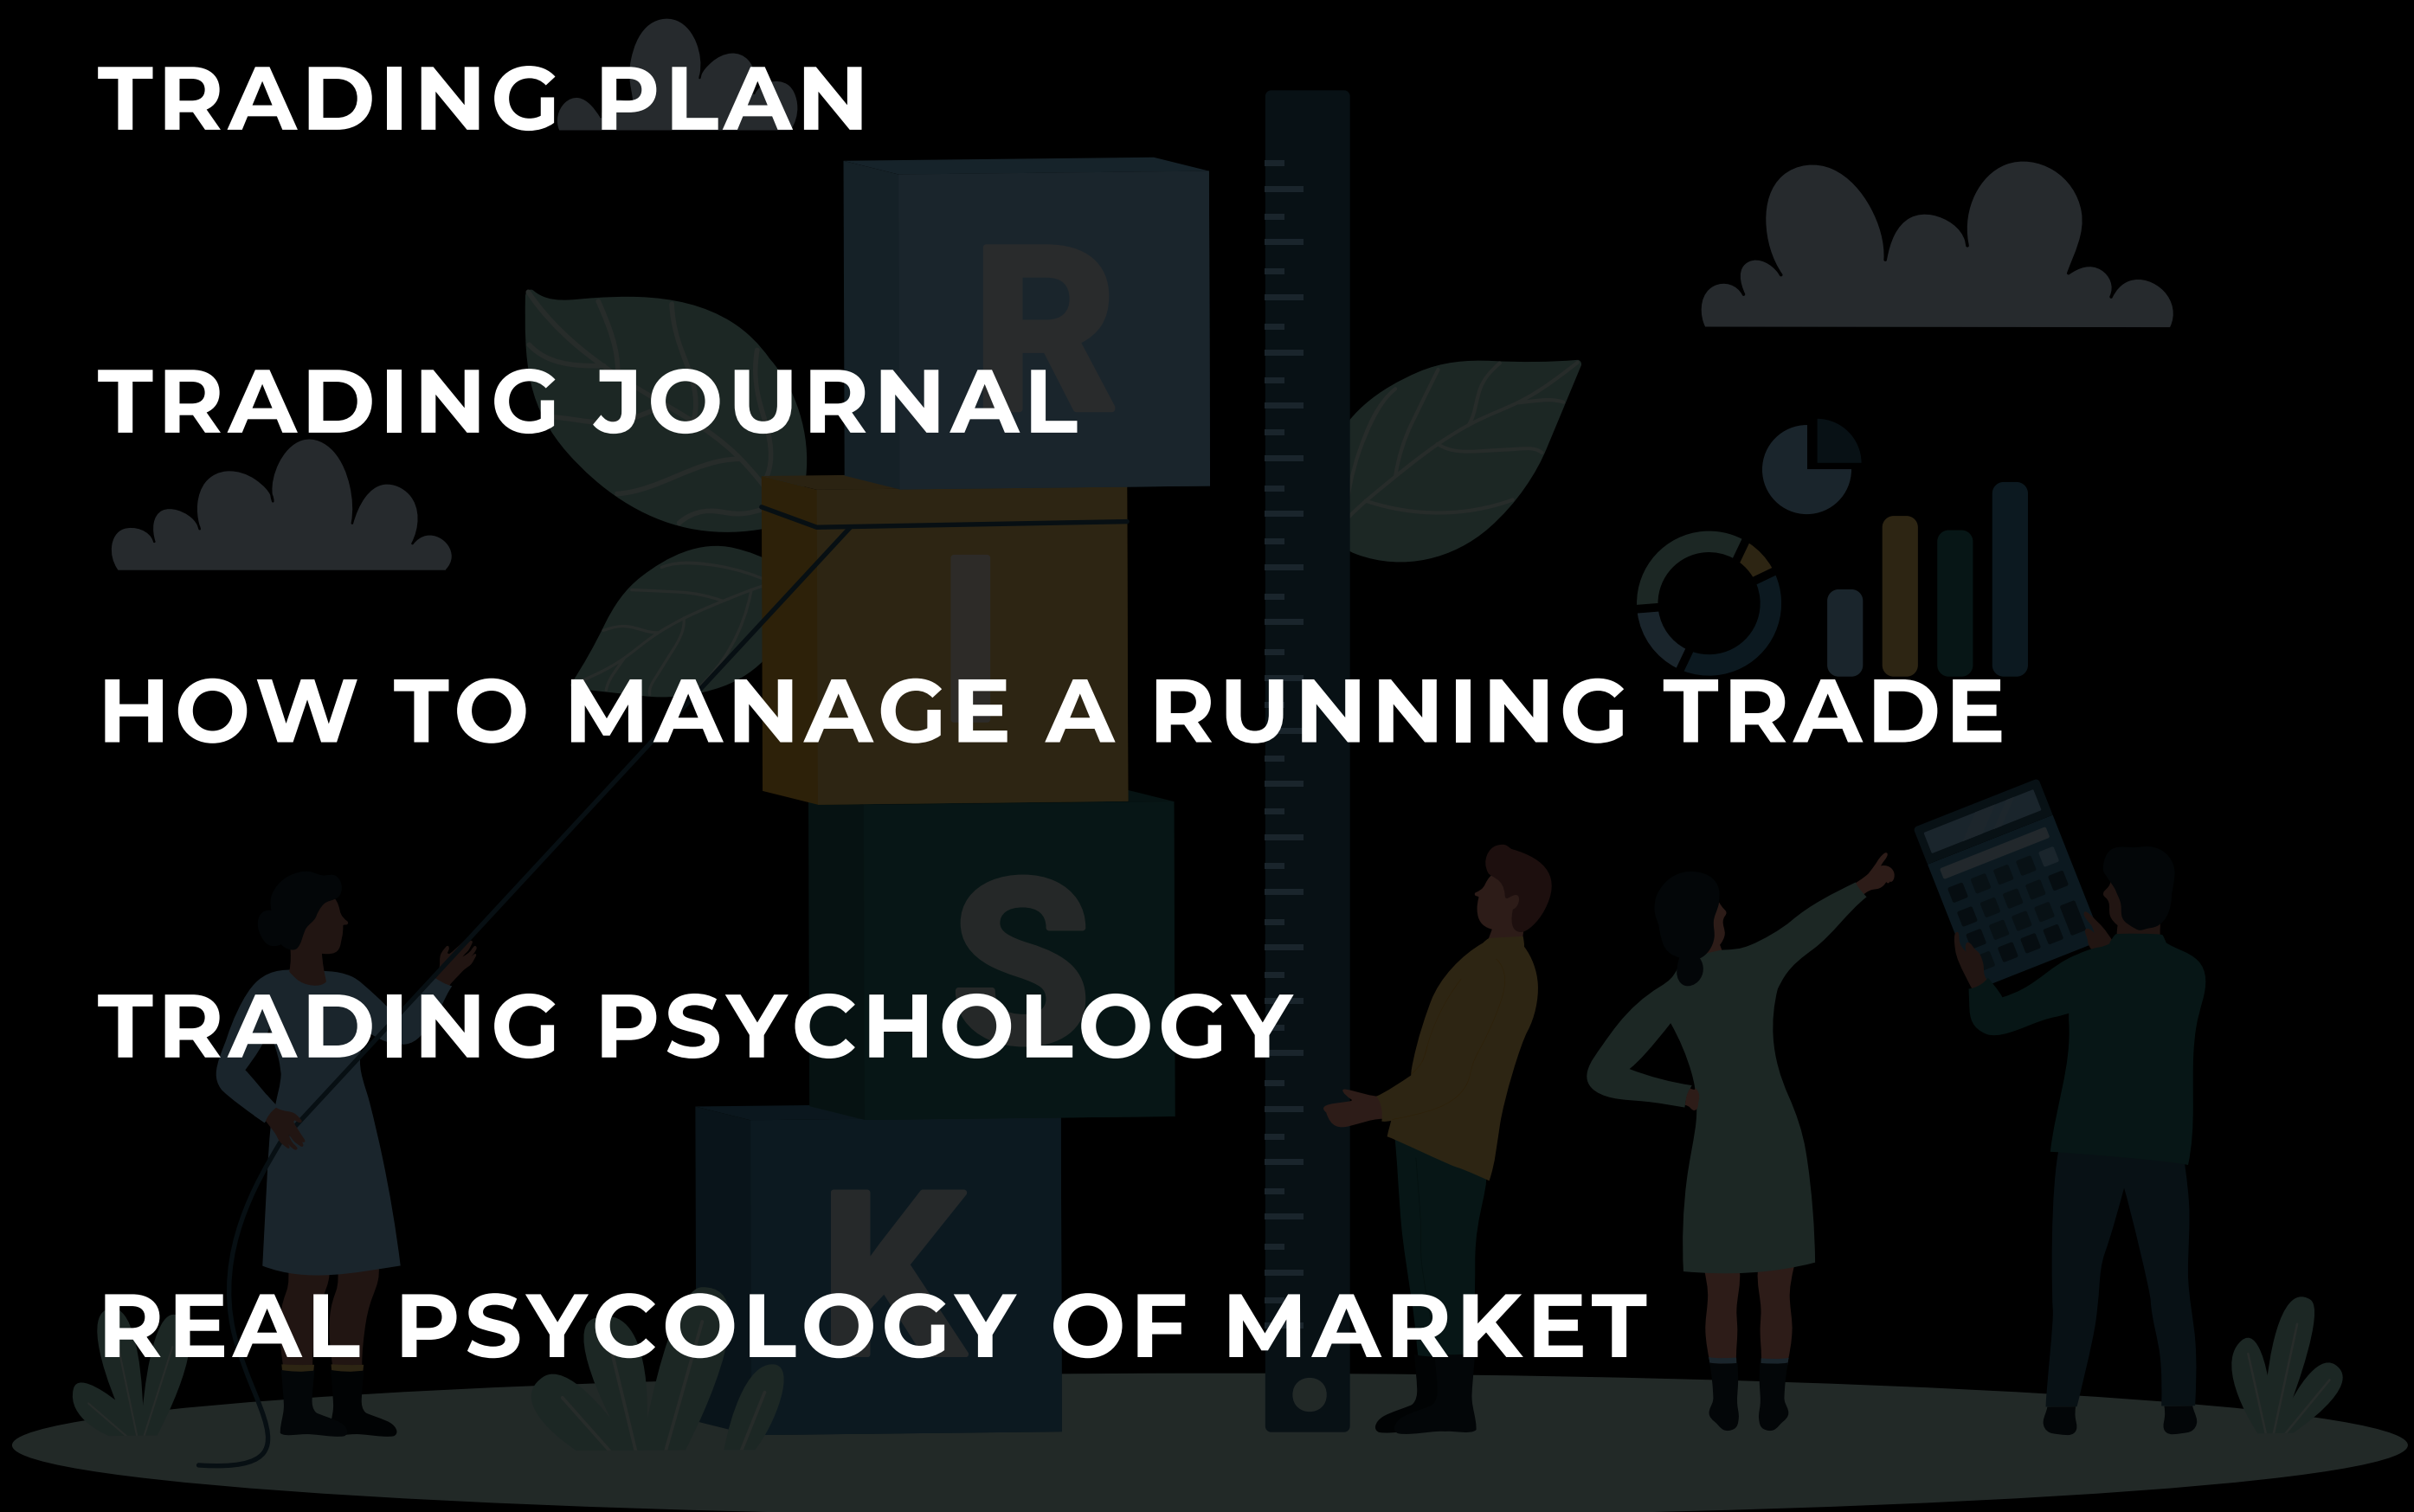 TRADING PLAN
R
TRADING JOURNAL
I
HOW TO MANAGE A RUNNING TRADE
S
TRADING PSYCHOLOGY
K
REAL PSYCOLOGY OF MARKET